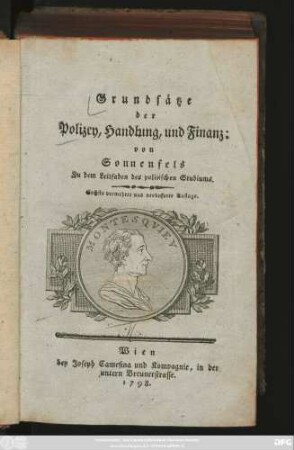 Grundsätze
der
Polizey, Handlung, und Finanz:
von
Sonnenfels
Zu dem Leitfaden des politischen Studiums.
Sechste vermehrte und verbesserte Auflage.
MONTESQVIEV
Wien
bey Joseph Camesina und Kompagnie, in der
untern Breunerstrasse.
1798.